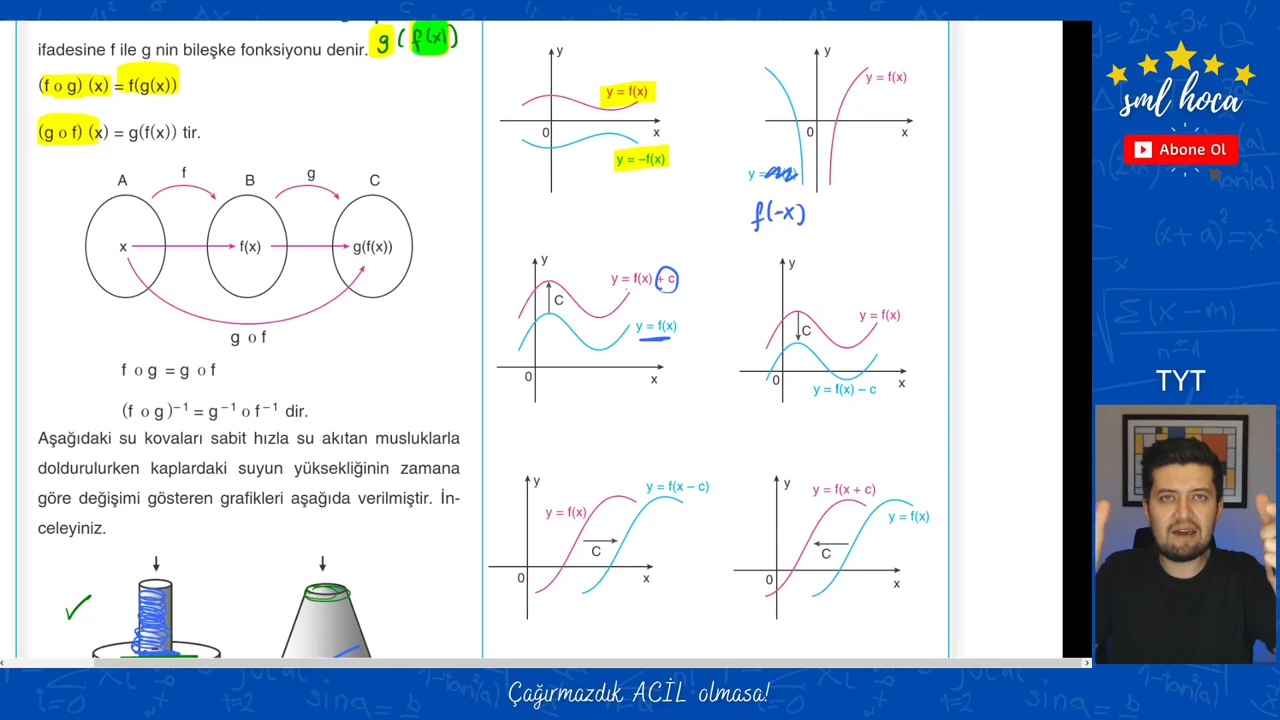 ifadesine f ile g nin bileşke fonksiyonu denir. g ( f(x) )
(f o g) (x) = f(g(x))
(g o f) (x) = g(f(x)) tir.
A f B g C
x f(x) g(f(x))
g o f
f o g = g o f
(f o g)⁻¹ = g⁻¹ o f⁻¹ dir.
Aşağıdaki su kovaları sabit hızla su akıtan musluklarla
doldurulurken kaplardaki suyun yüksekliğinin zamana
göre değişimi gösteren grafikleri aşağıda verilmiştir. İn-
celeyiniz.
y
y = f(x)
0 x
y = –f(x)
y
y = f(x)
0 x
y =
f(-x)
y
y = f(x) + c
C
y = f(x)
0 x
y
y = f(x)
C
0 x
y = f(x) – c
y
y = f(x – c)
y = f(x)
C
0 x
y
y = f(x + c)
y = f(x)
C
0 x
sml hoca
Abone Ol
TYT
Çağırmazdık ACİL olmasa!